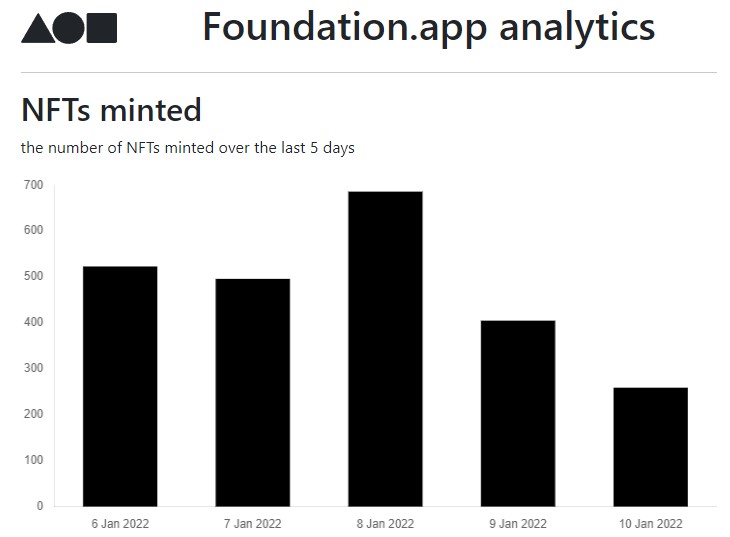 Foundation.app analytics
NFTs minted
the number of NFTs minted over the last 5 days
700
600
500
400
300
200
100
0
6 Jan 2022
7 Jan 2022
8 Jan 2022
9 Jan 2022
10 Jan 2022